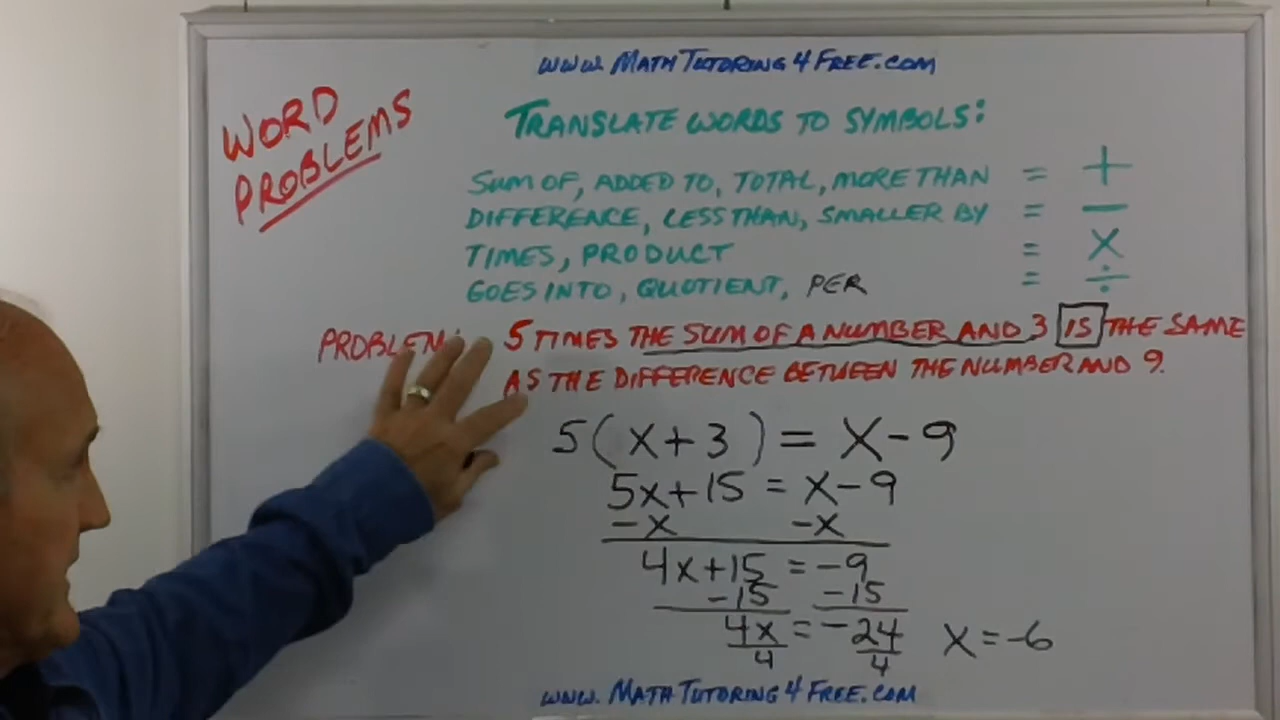 www.MATHTUTORING4FREE.COM
WORD
PROBLEMS
TRANSLATE WORDS TO SYMBOLS:
SUM OF, ADDED TO, TOTAL, MORE THAN = +
DIFFERENCE, LESS THAN, SMALLER BY = −
TIMES, PRODUCT = X
GOES INTO, QUOTIENT, PER = ÷
PROBLEM: 5 TIMES THE SUM OF A NUMBER AND 3 IS THE SAME
AS THE DIFFERENCE BETWEEN THE NUMBER AND 9.
5(X+3) = X-9
5X+15 = X-9
-X -X
4X+15 = -9
-15 -15
4X = -24 X=-6
4 4
www.MATHTUTORING4FREE.COM